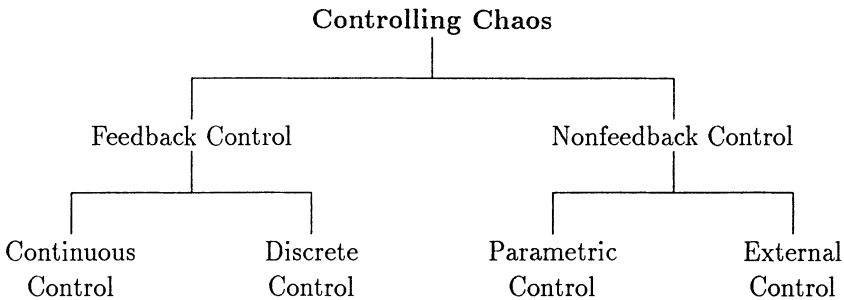 Controlling Chaos
Feedback Control
Nonfeedback Control
Continuous
Control
Discrete
Control
Parametric
Control
External
Control